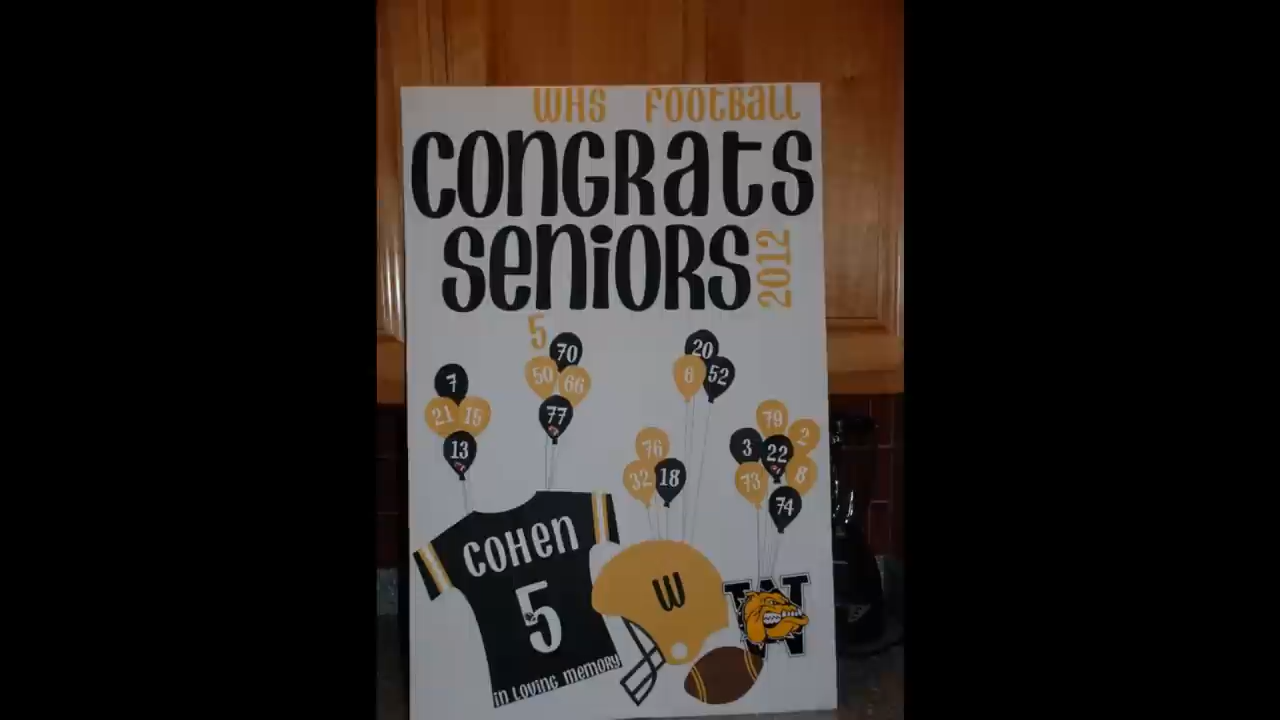 WHS FOOTBALL
CONGRATS
SENIORS
2012
5
70
50 66
77
7
21 15
13
20
6 52
76
32 18
79
3 22 2
73 8
74
COHEN
5
IN LOVING MEMORY
W
W